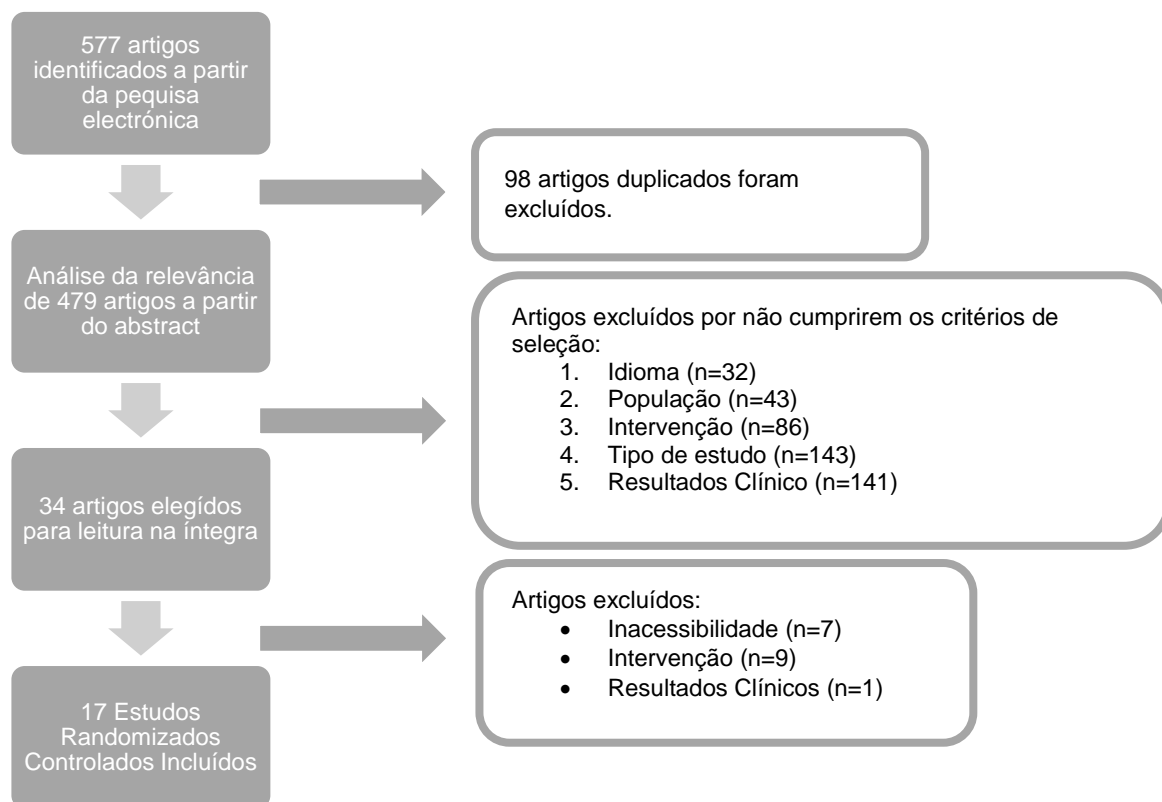 577 artigos
identificados a partir
da pequisa
electrónica
98 artigos duplicados foram
excluídos.
Análise da relevância
de 479 artigos a partir
do abstract
Artigos excluídos por não cumprirem os critérios de
seleção:
1. Idioma (n=32)
2. População (n=43)
3. Intervenção (n=86)
4. Tipo de estudo (n=143)
5. Resultados Clínico (n=141)
34 artigos elegídos
para leitura na íntegra
Artigos excluídos:
• Inacessibilidade (n=7)
• Intervenção (n=9)
• Resultados Clínicos (n=1)
17 Estudos
Randomizados
Controlados Incluídos